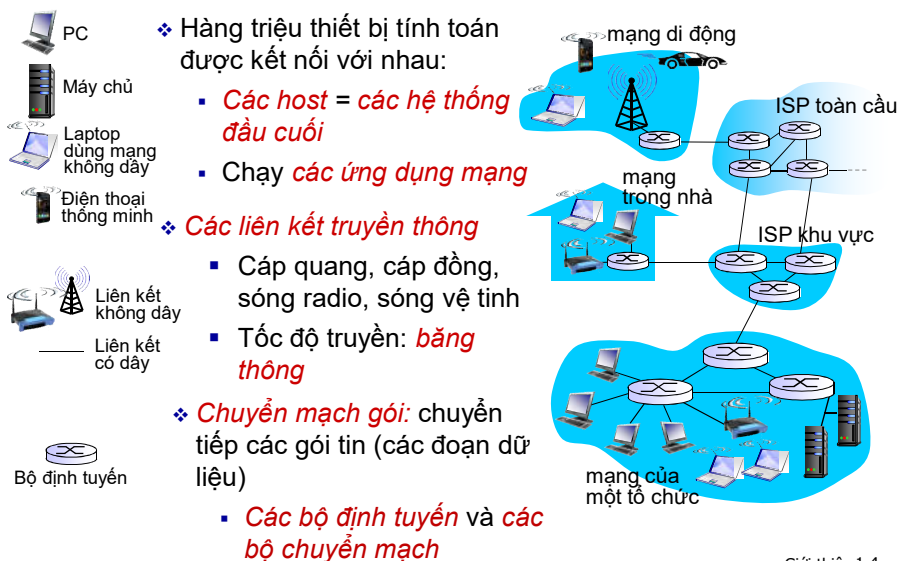 PC
Máy chủ
Laptop
dùng mạng
không dây
Điện thoại
thống minh
Liên kết
không dây
Liên kết
có dây
Bộ định tuyến
❖ Hàng triệu thiết bị tính toán
được kết nối với nhau:
▪ Các host = các hệ thống
đầu cuối
▪ Chạy các ứng dụng mạng
❖ Các liên kết truyền thông
▪ Cáp quang, cáp đồng,
sóng radio, sóng vệ tinh
▪ Tốc độ truyền: băng
thông
❖ Chuyển mạch gói: chuyển
tiếp các gói tin (các đoạn dữ
liệu)
▪ Các bộ định tuyến và các
bộ chuyển mạch
mạng di động
ISP toàn cầu
mạng
trong nhà
ISP khu vực
mạng của
một tổ chức